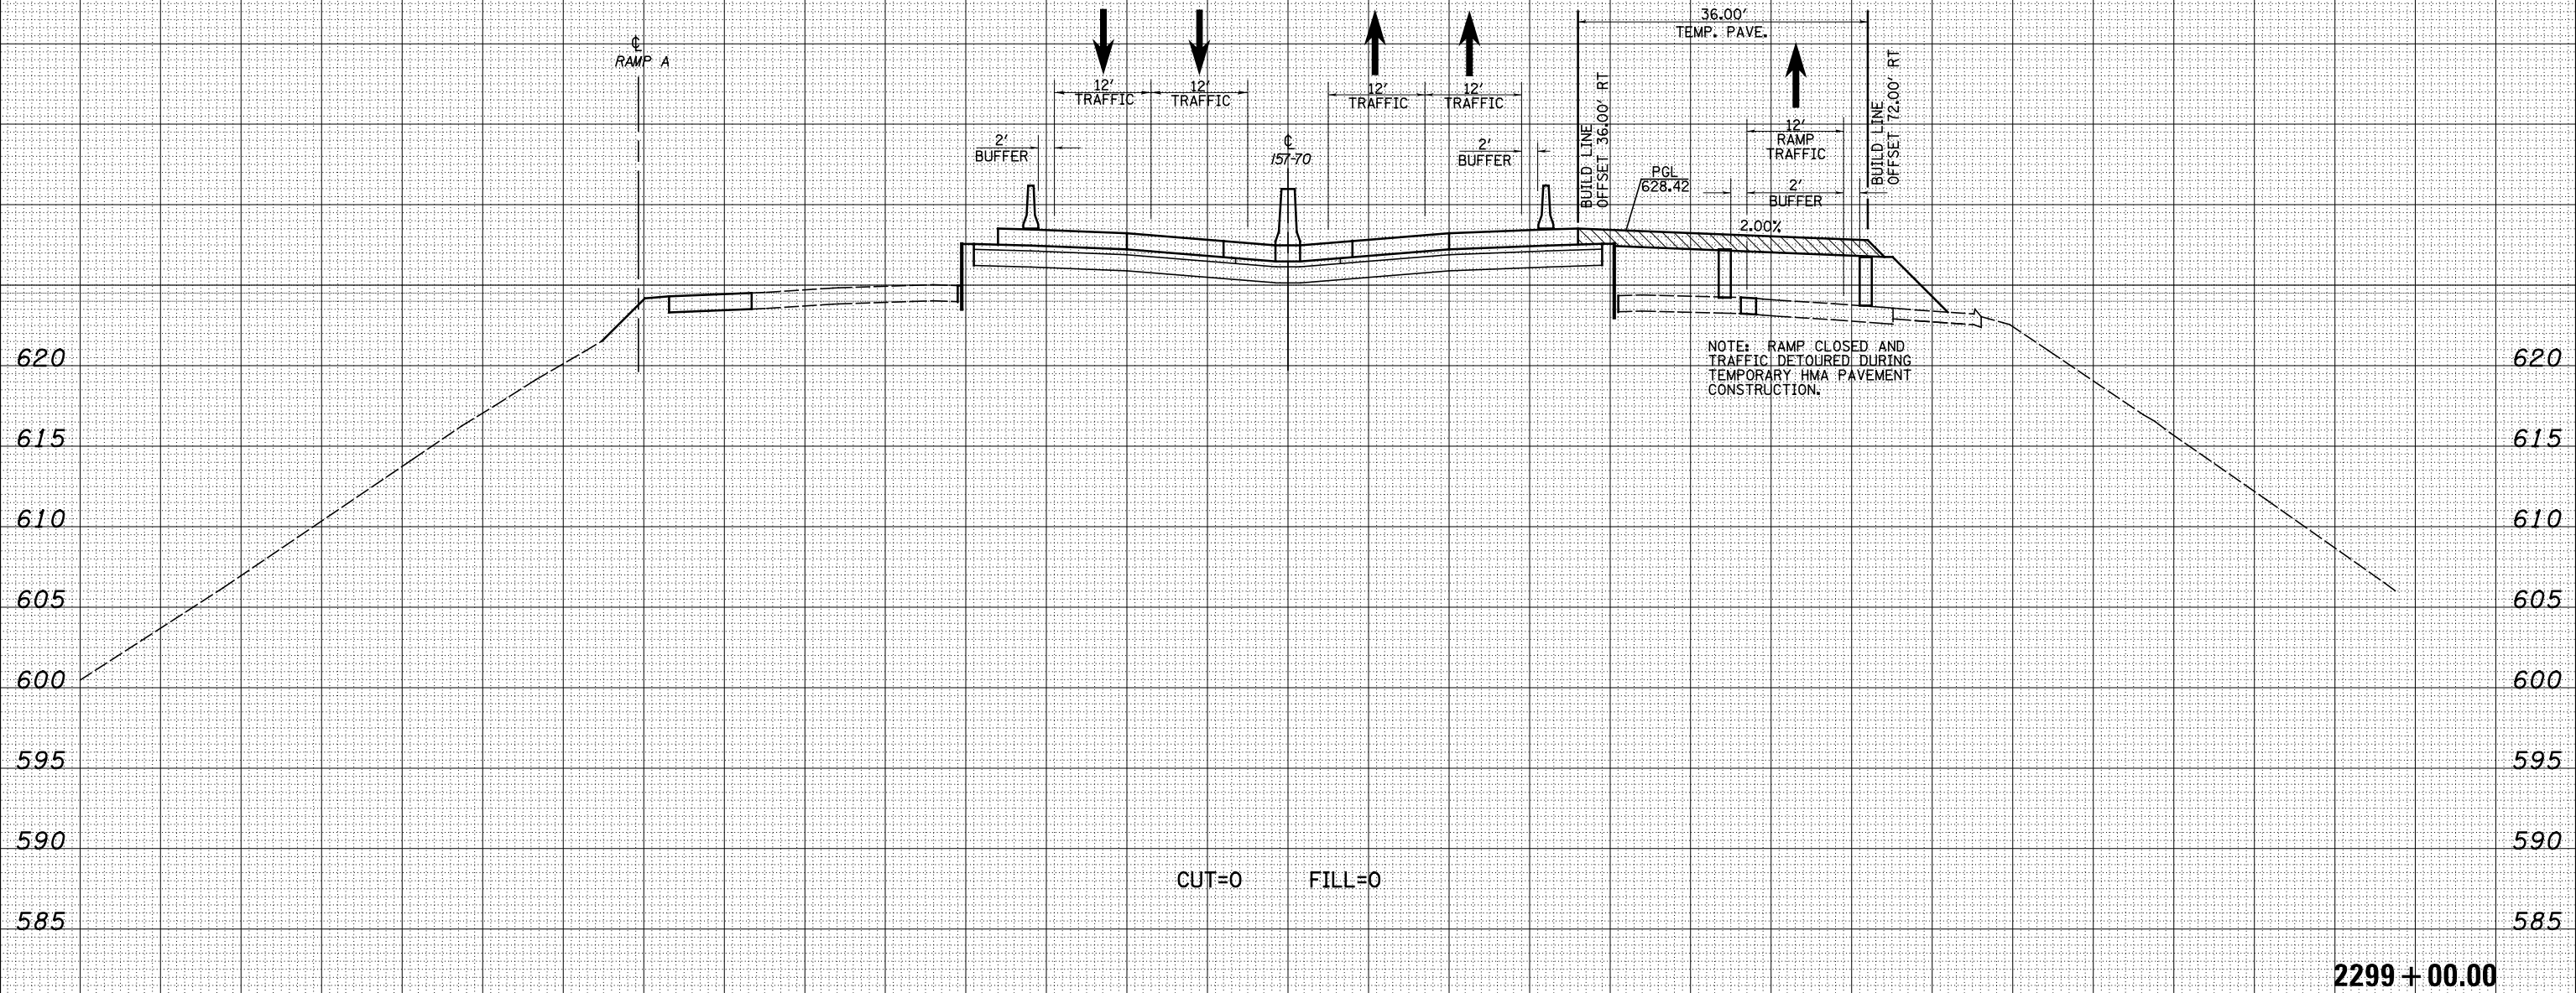 36.00'
TEMP. PAVE.
℄
RAMP A
12'
TRAFFIC
12'
TRAFFIC
12'
TRAFFIC
12'
TRAFFIC
BUILD LINE
OFFSET 36.00' RT
BUILD LINE
OFFSET 72.00' RT
12'
RAMP
TRAFFIC
2'
BUFFER
℄
I57-70
2'
BUFFER
PGL
628.42
2'
BUFFER
2.00%
NOTE: RAMP CLOSED AND
TRAFFIC DETOURED DURING
TEMPORARY HMA PAVEMENT
CONSTRUCTION.
620
620
615
615
610
610
605
605
600
600
595
595
590
590
CUT=0 FILL=0
585
585
2299+00.00